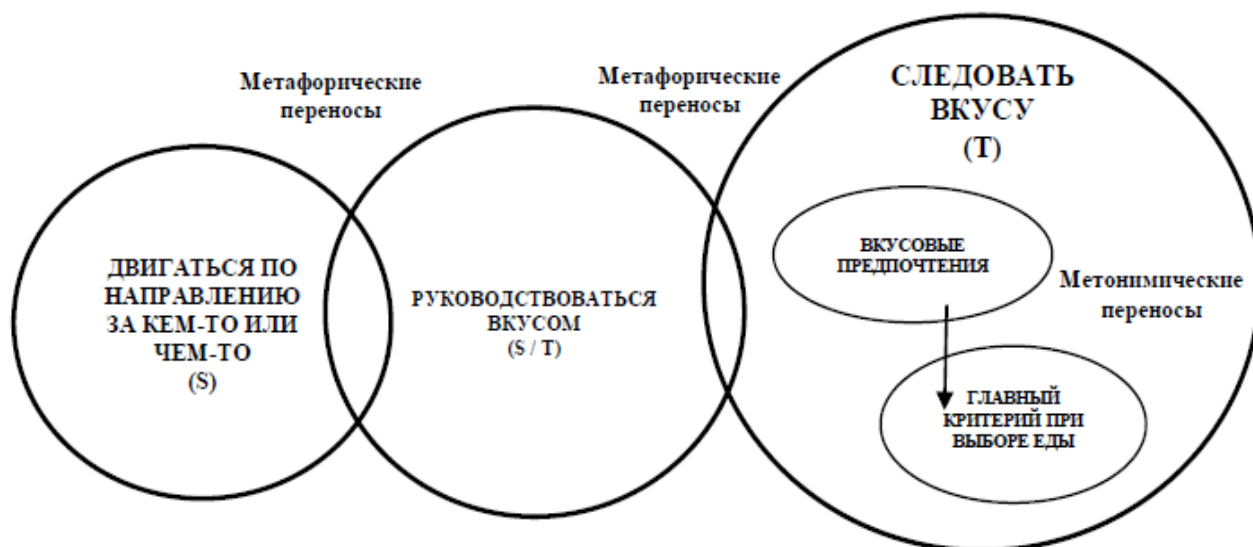 Метафорические
переносы
Метафорические
переносы
СЛЕДОВАТЬ
ВКУСУ
(T)
ДВИГАТЬСЯ ПО
НАПРАВЛЕНИЮ
ЗА КЕМ-ТО ИЛИ
ЧЕМ-ТО
(S)
РУКОВОДСТВОВАТЬСЯ
ВКУСОМ
(S / T)
ВКУСОВЫЕ
ПРЕДПОЧТЕНИЯ
Метонимические
переносы
ГЛАВНЫЙ
КРИТЕРИЙ ПРИ
ВЫБОРЕ ЕДЫ